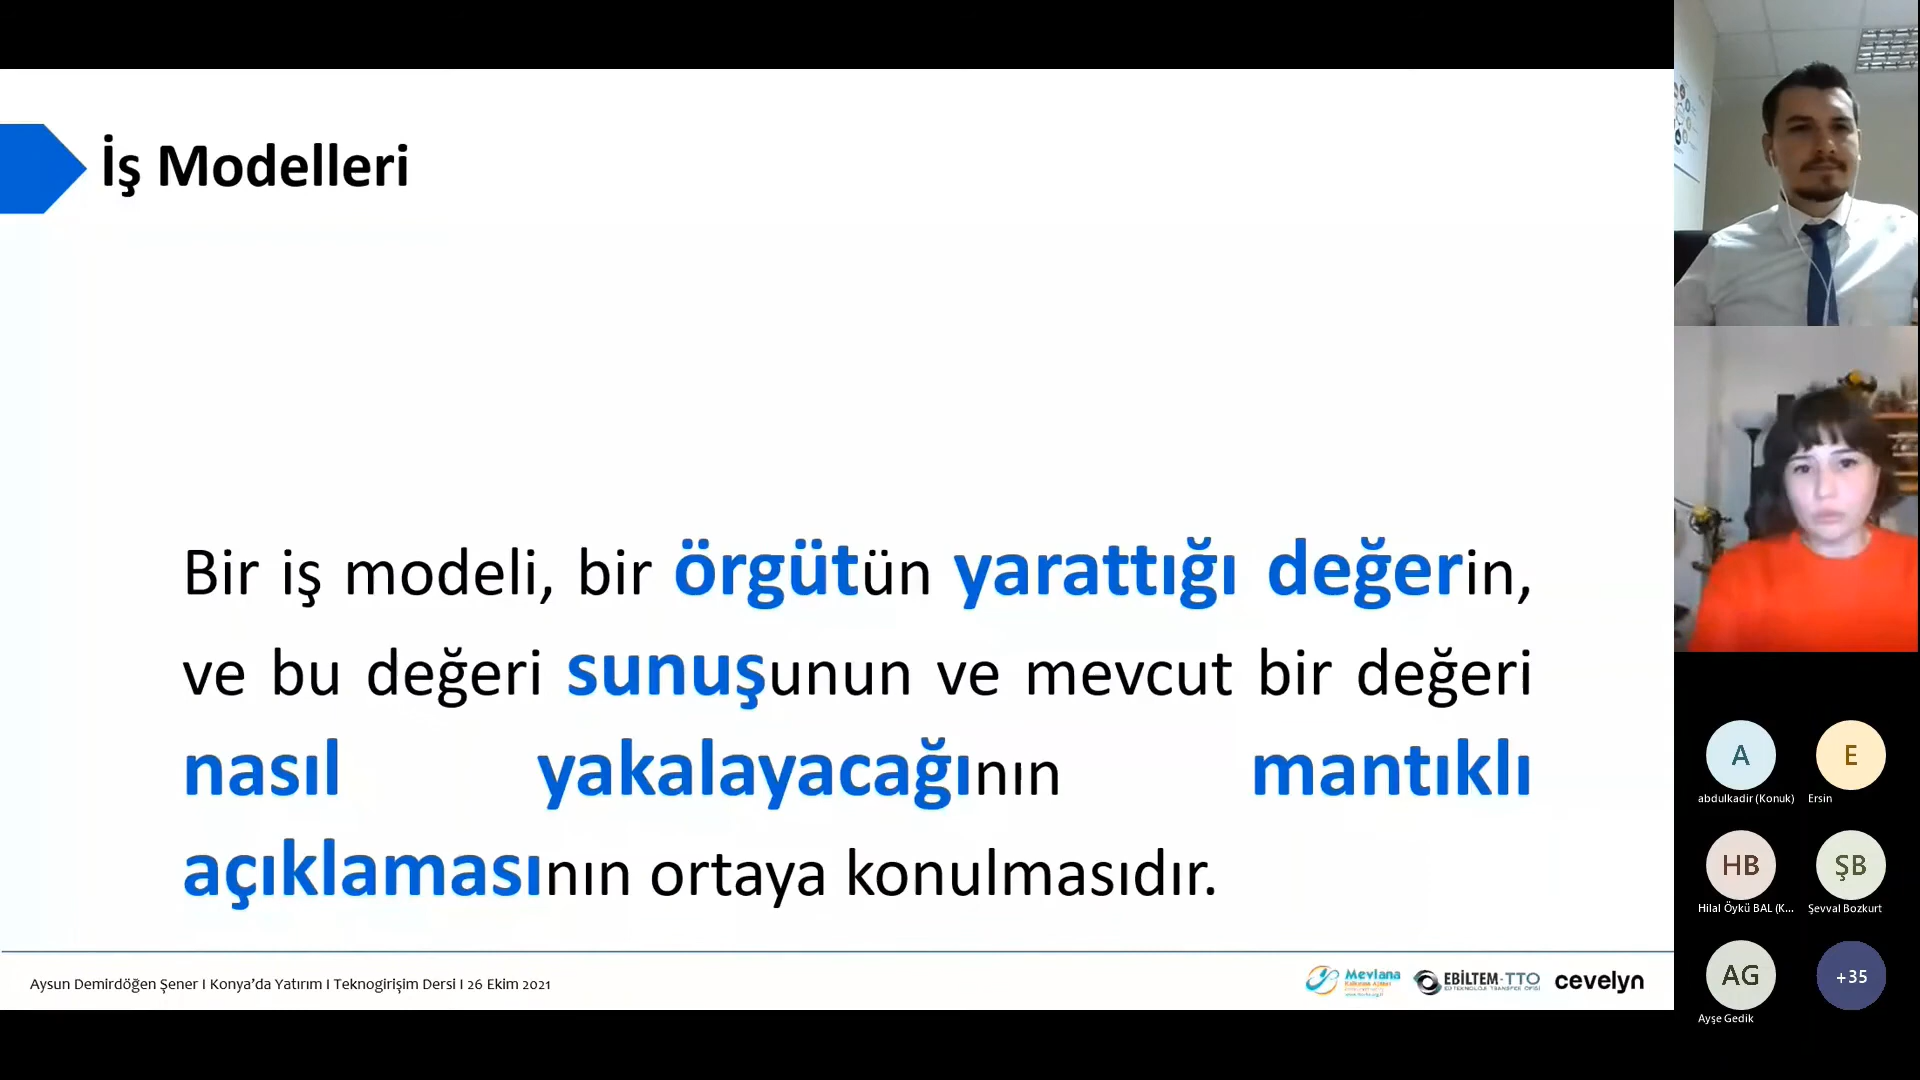 İş Modelleri
Bir iş modeli, bir örgütün yarattığı değerin,
ve bu değeri sunuşunun ve mevcut bir değeri
nasıl yakalayacağının mantıklı
açıklamasının ortaya konulmasıdır.
Aysun Demirdöğen Şener I Konya’da Yatırım I Teknogirişim Dersi I 26 Ekim 2021
Mevlana
EBİLTEM-TTO
cevelyn
A
E
abdulkadir (Konuk)
Ersin
HB
ŞB
Hilal Öykü BAL (K...
Şevval Bozkurt
AG
+35
Ayşe Gedik